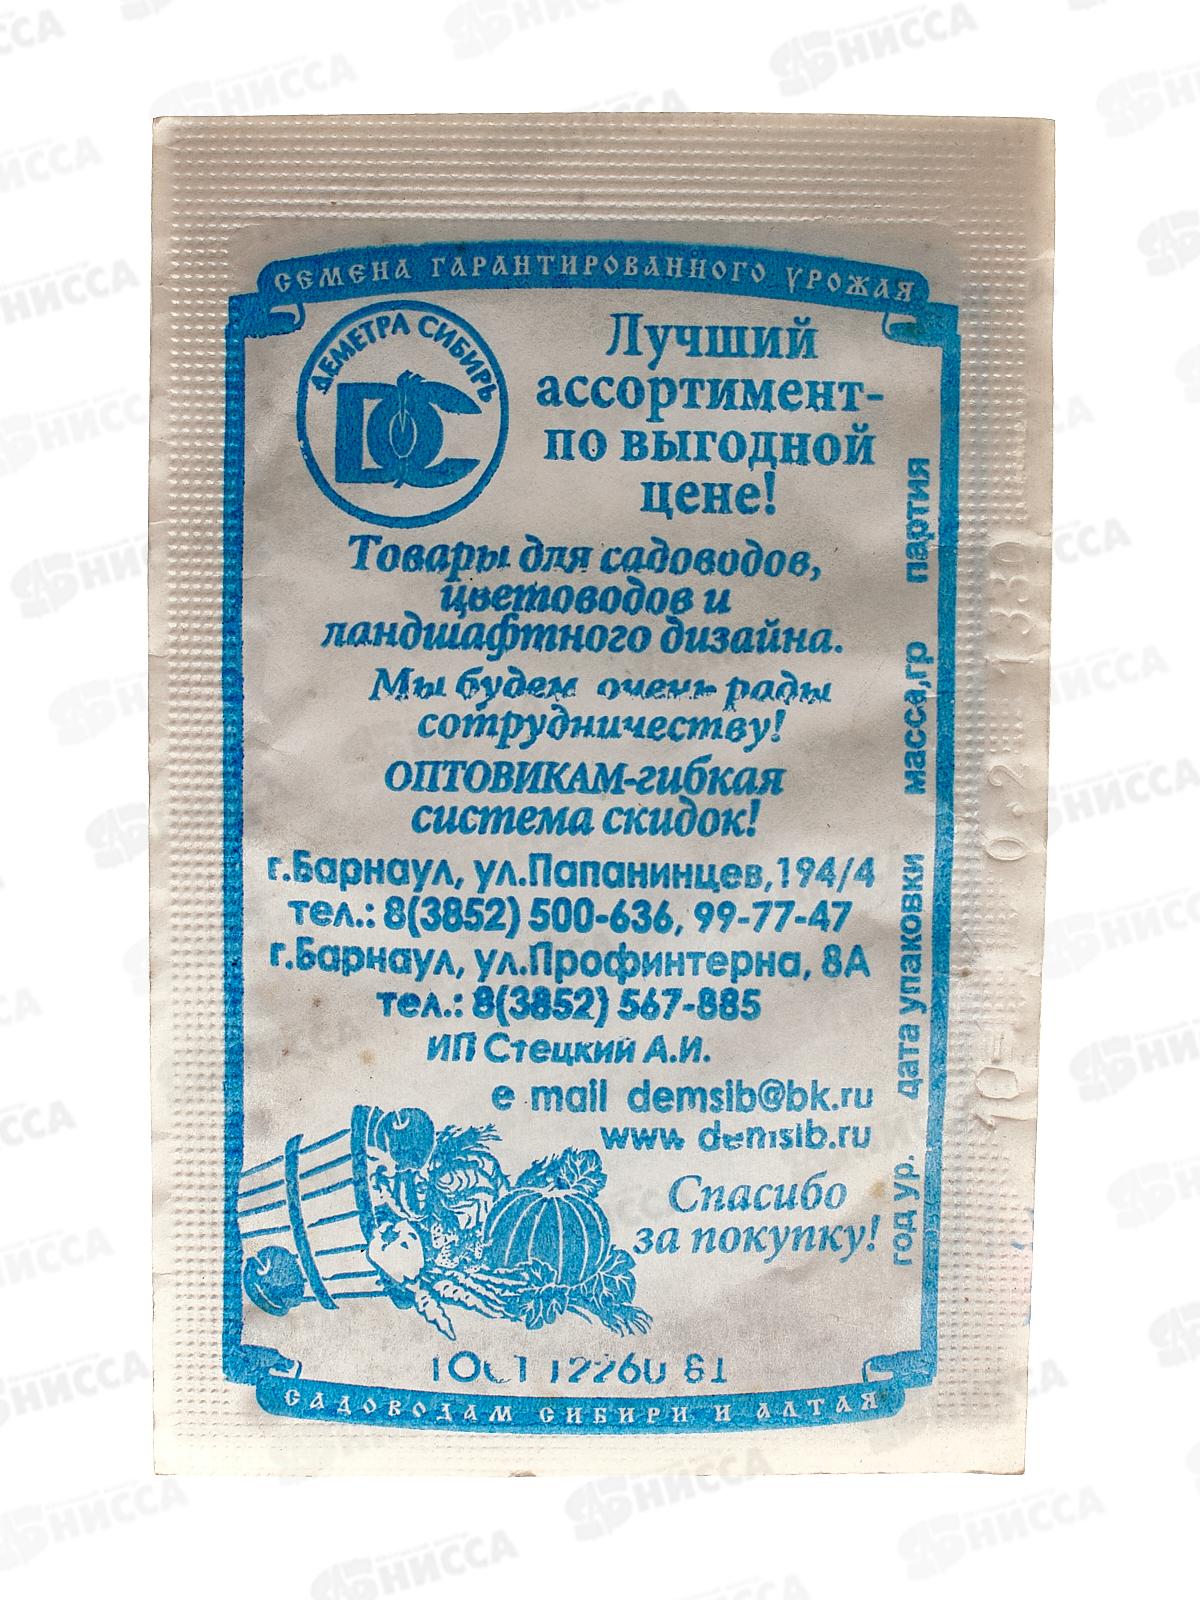 СЕМЕНА ГАРАНТИРОВАННОГО УРОЖАЯ
ДЕМЕТРА СИБИРЬ
ДС
Лучший
ассортимент-
по выгодной
цене!
Товары для садоводов,
цветоводов и
ландшафтного дизайна.
Мы будем очень рады
сотрудничеству!
ОПТОВИКАМ-гибкая
система скидок!
г.Барнаул, ул.Папанинцев,194/4
тел.: 8(3852) 500-636, 99-77-47
г.Барнаул, ул.Профинтерна, 8А
тел.: 8(3852) 567-885
ИП Стецкий А.И.
e mail demsib@bk.ru
www. demsib.ru
Спасибо
за покупку!
ГОСТ 12260 81
САДОВОДАМ СИБИРИ И АЛТАЯ
год ур. дата упаковки масса,гр партия
0.2 1330
НИССА